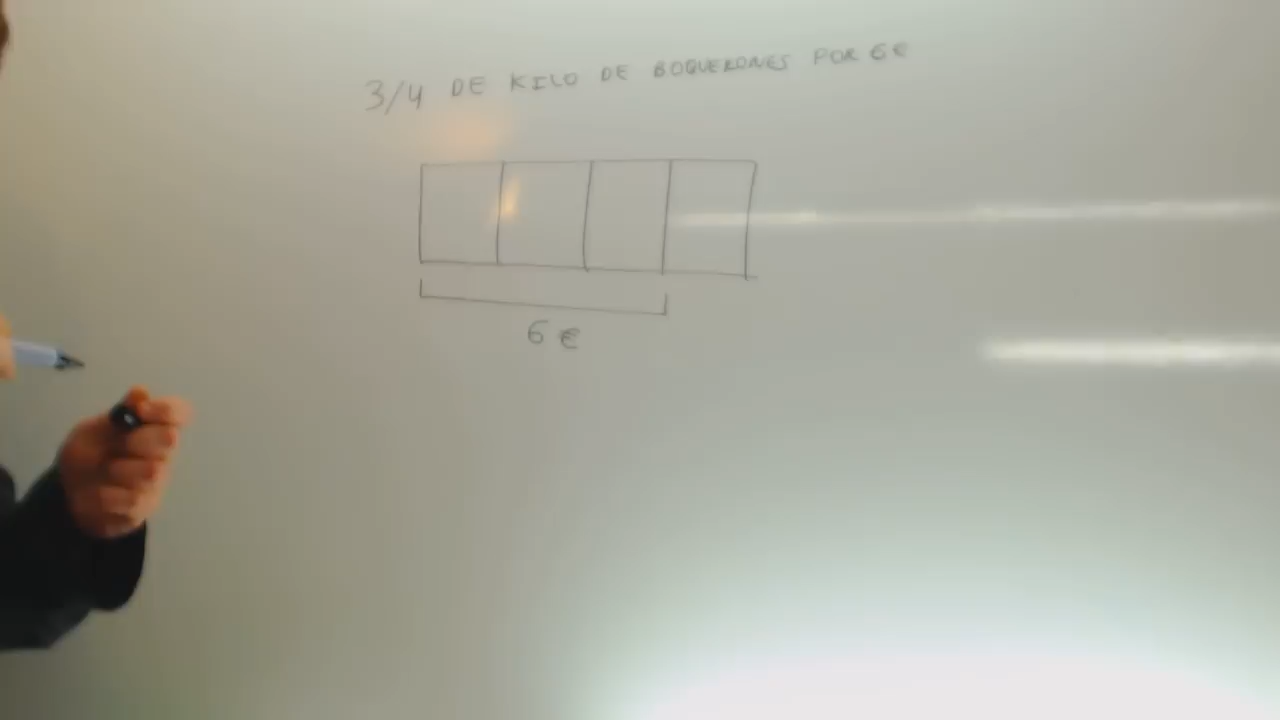 3/4 DE KILO DE BOQUERONES POR 6€
6 €